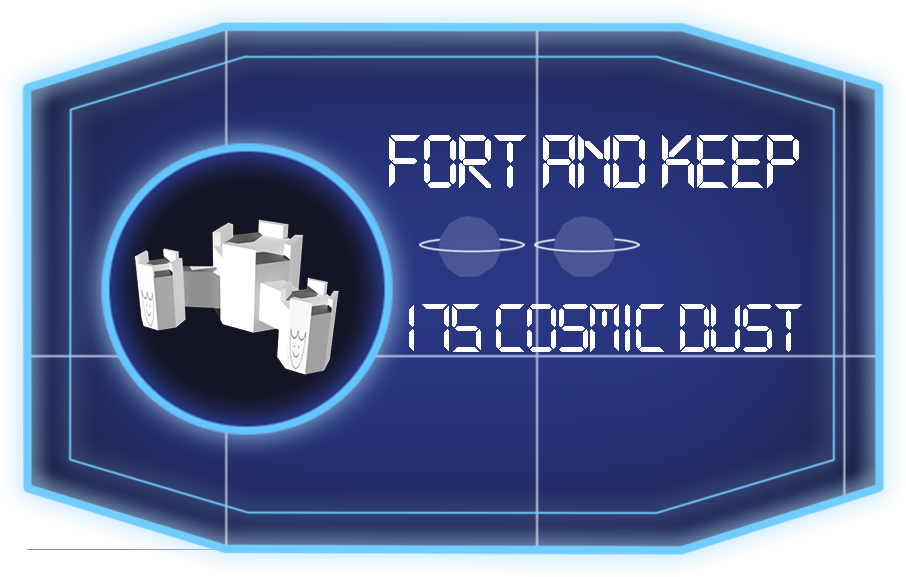 FORT AND KEEP
175 COSMIC DUST